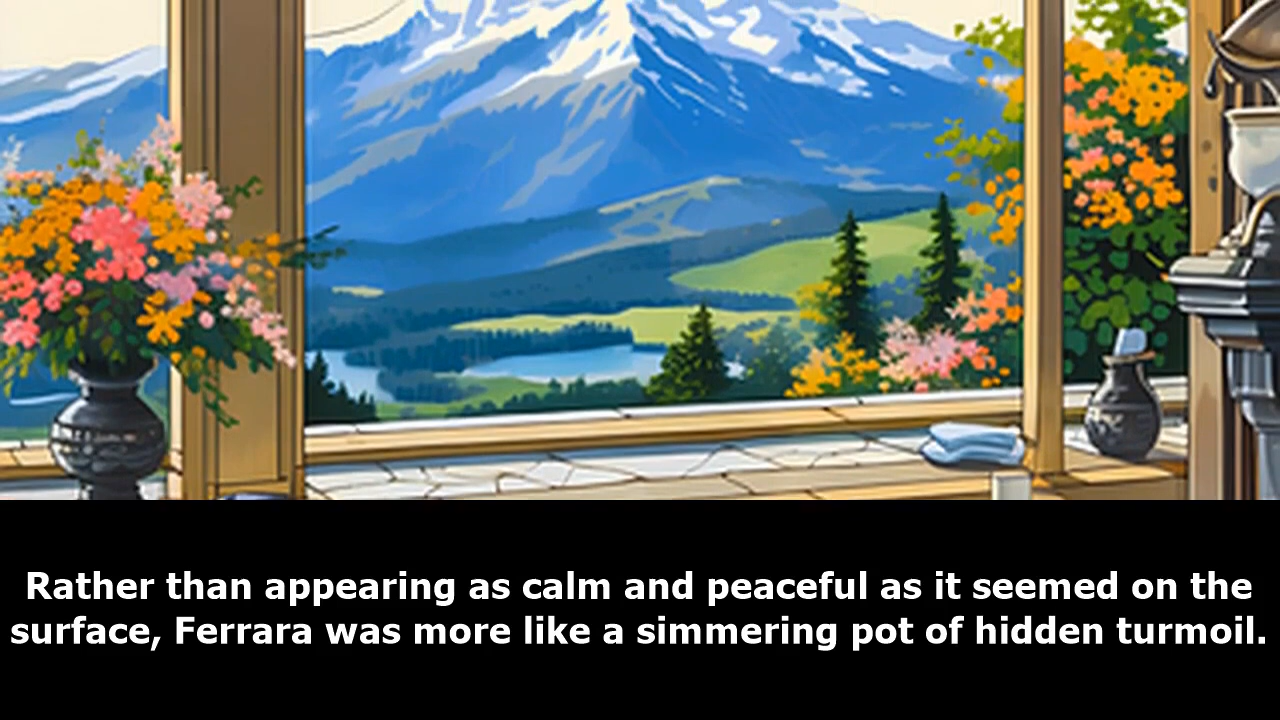 Rather than appearing as calm and peaceful as it seemed on the
surface, Ferrara was more like a simmering pot of hidden turmoil.